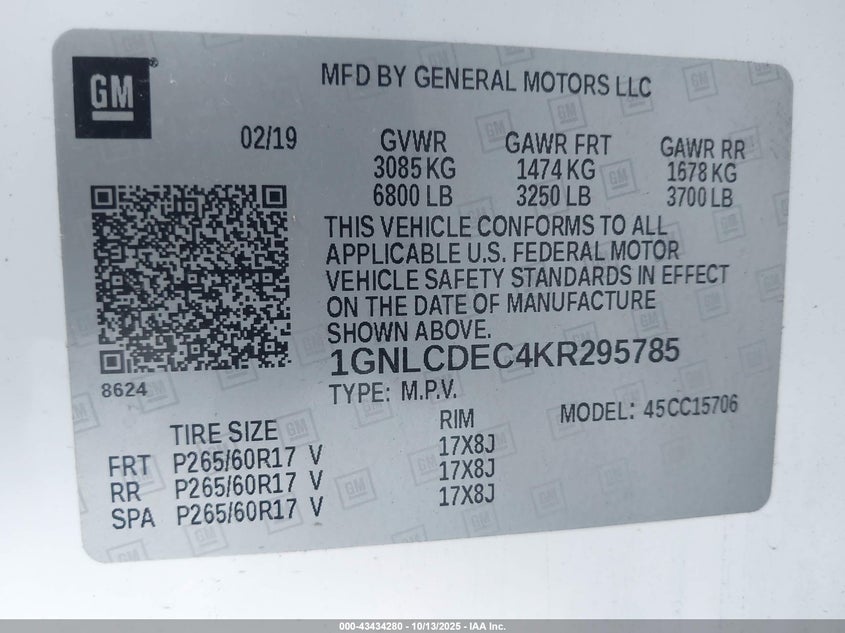 GM
MFD BY GENERAL MOTORS LLC
02/19
GVWR GAWR FRT GAWR RR
3085 KG 1474 KG 1678 KG
6800 LB 3250 LB 3700 LB
THIS VEHICLE CONFORMS TO ALL
APPLICABLE U.S. FEDERAL MOTOR
VEHICLE SAFETY STANDARDS IN EFFECT
ON THE DATE OF MANUFACTURE
SHOWN ABOVE.
1GNLCDEC4KR295785
8624
TYPE: M.P.V.
MODEL: 45CC15706
TIRE SIZE RIM
FRT P265/60R17 V 17X8J
RR P265/60R17 V 17X8J
SPA P265/60R17 V 17X8J
000-43434280 - 10/13/2025 - IAA Inc.